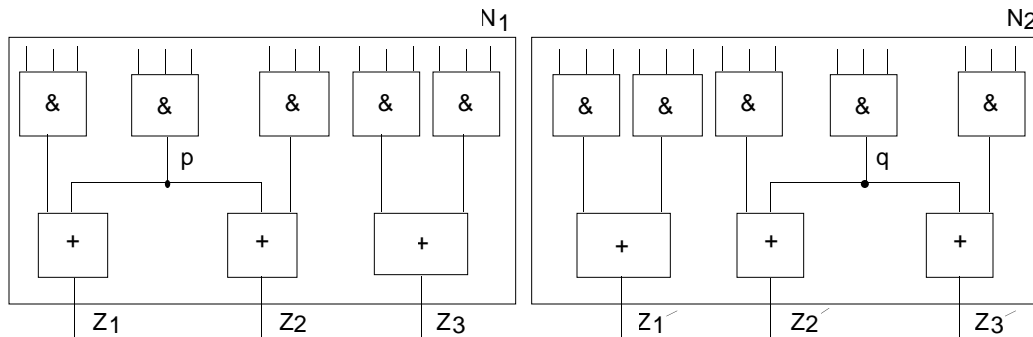 N1 N2
& & & & & & & & & &
p q
+ + + + + +
Z1 Z2 Z3 Z1′ Z2′ Z3′